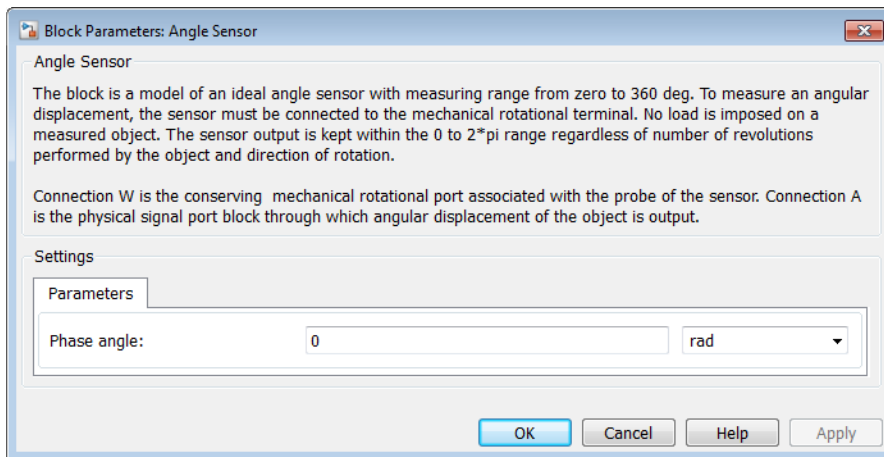 Block Parameters: Angle Sensor
Angle Sensor
The block is a model of an ideal angle sensor with measuring range from zero to 360 deg. To measure an angular
displacement, the sensor must be connected to the mechanical rotational terminal. No load is imposed on a
measured object. The sensor output is kept within the 0 to 2*pi range regardless of number of revolutions
performed by the object and direction of rotation.
Connection W is the conserving  mechanical rotational port associated with the probe of the sensor. Connection A
is the physical signal port block through which angular displacement of the object is output.
Settings
Parameters
Phase angle: 0 rad
OK Cancel Help Apply